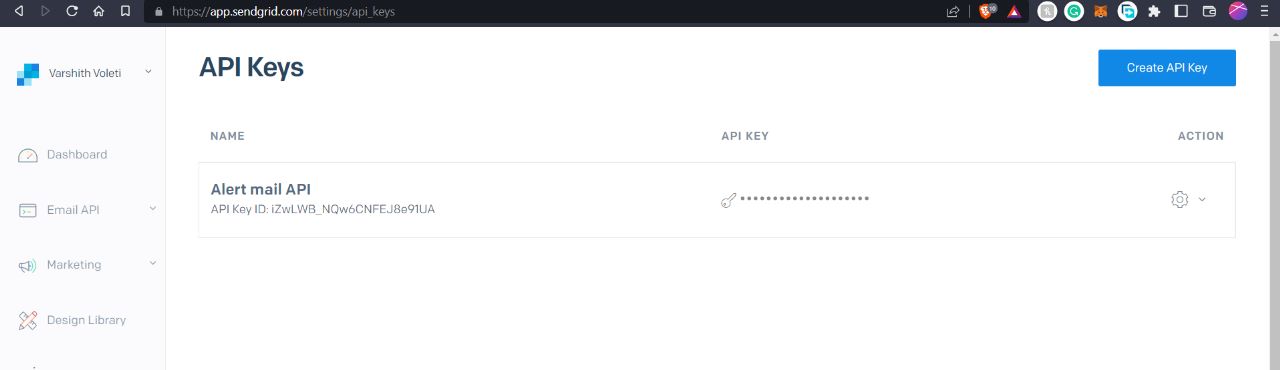 https://app.sendgrid.com/settings/api_keys
10
Varshith Voleti
API Keys
Create API Key
NAME
API KEY
ACTION
Dashboard
Alert mail API
API Key ID: iZwLWB_NQw6CNFEJ8e91UA
••••••••••••••••••••
Email API
Marketing
Design Library